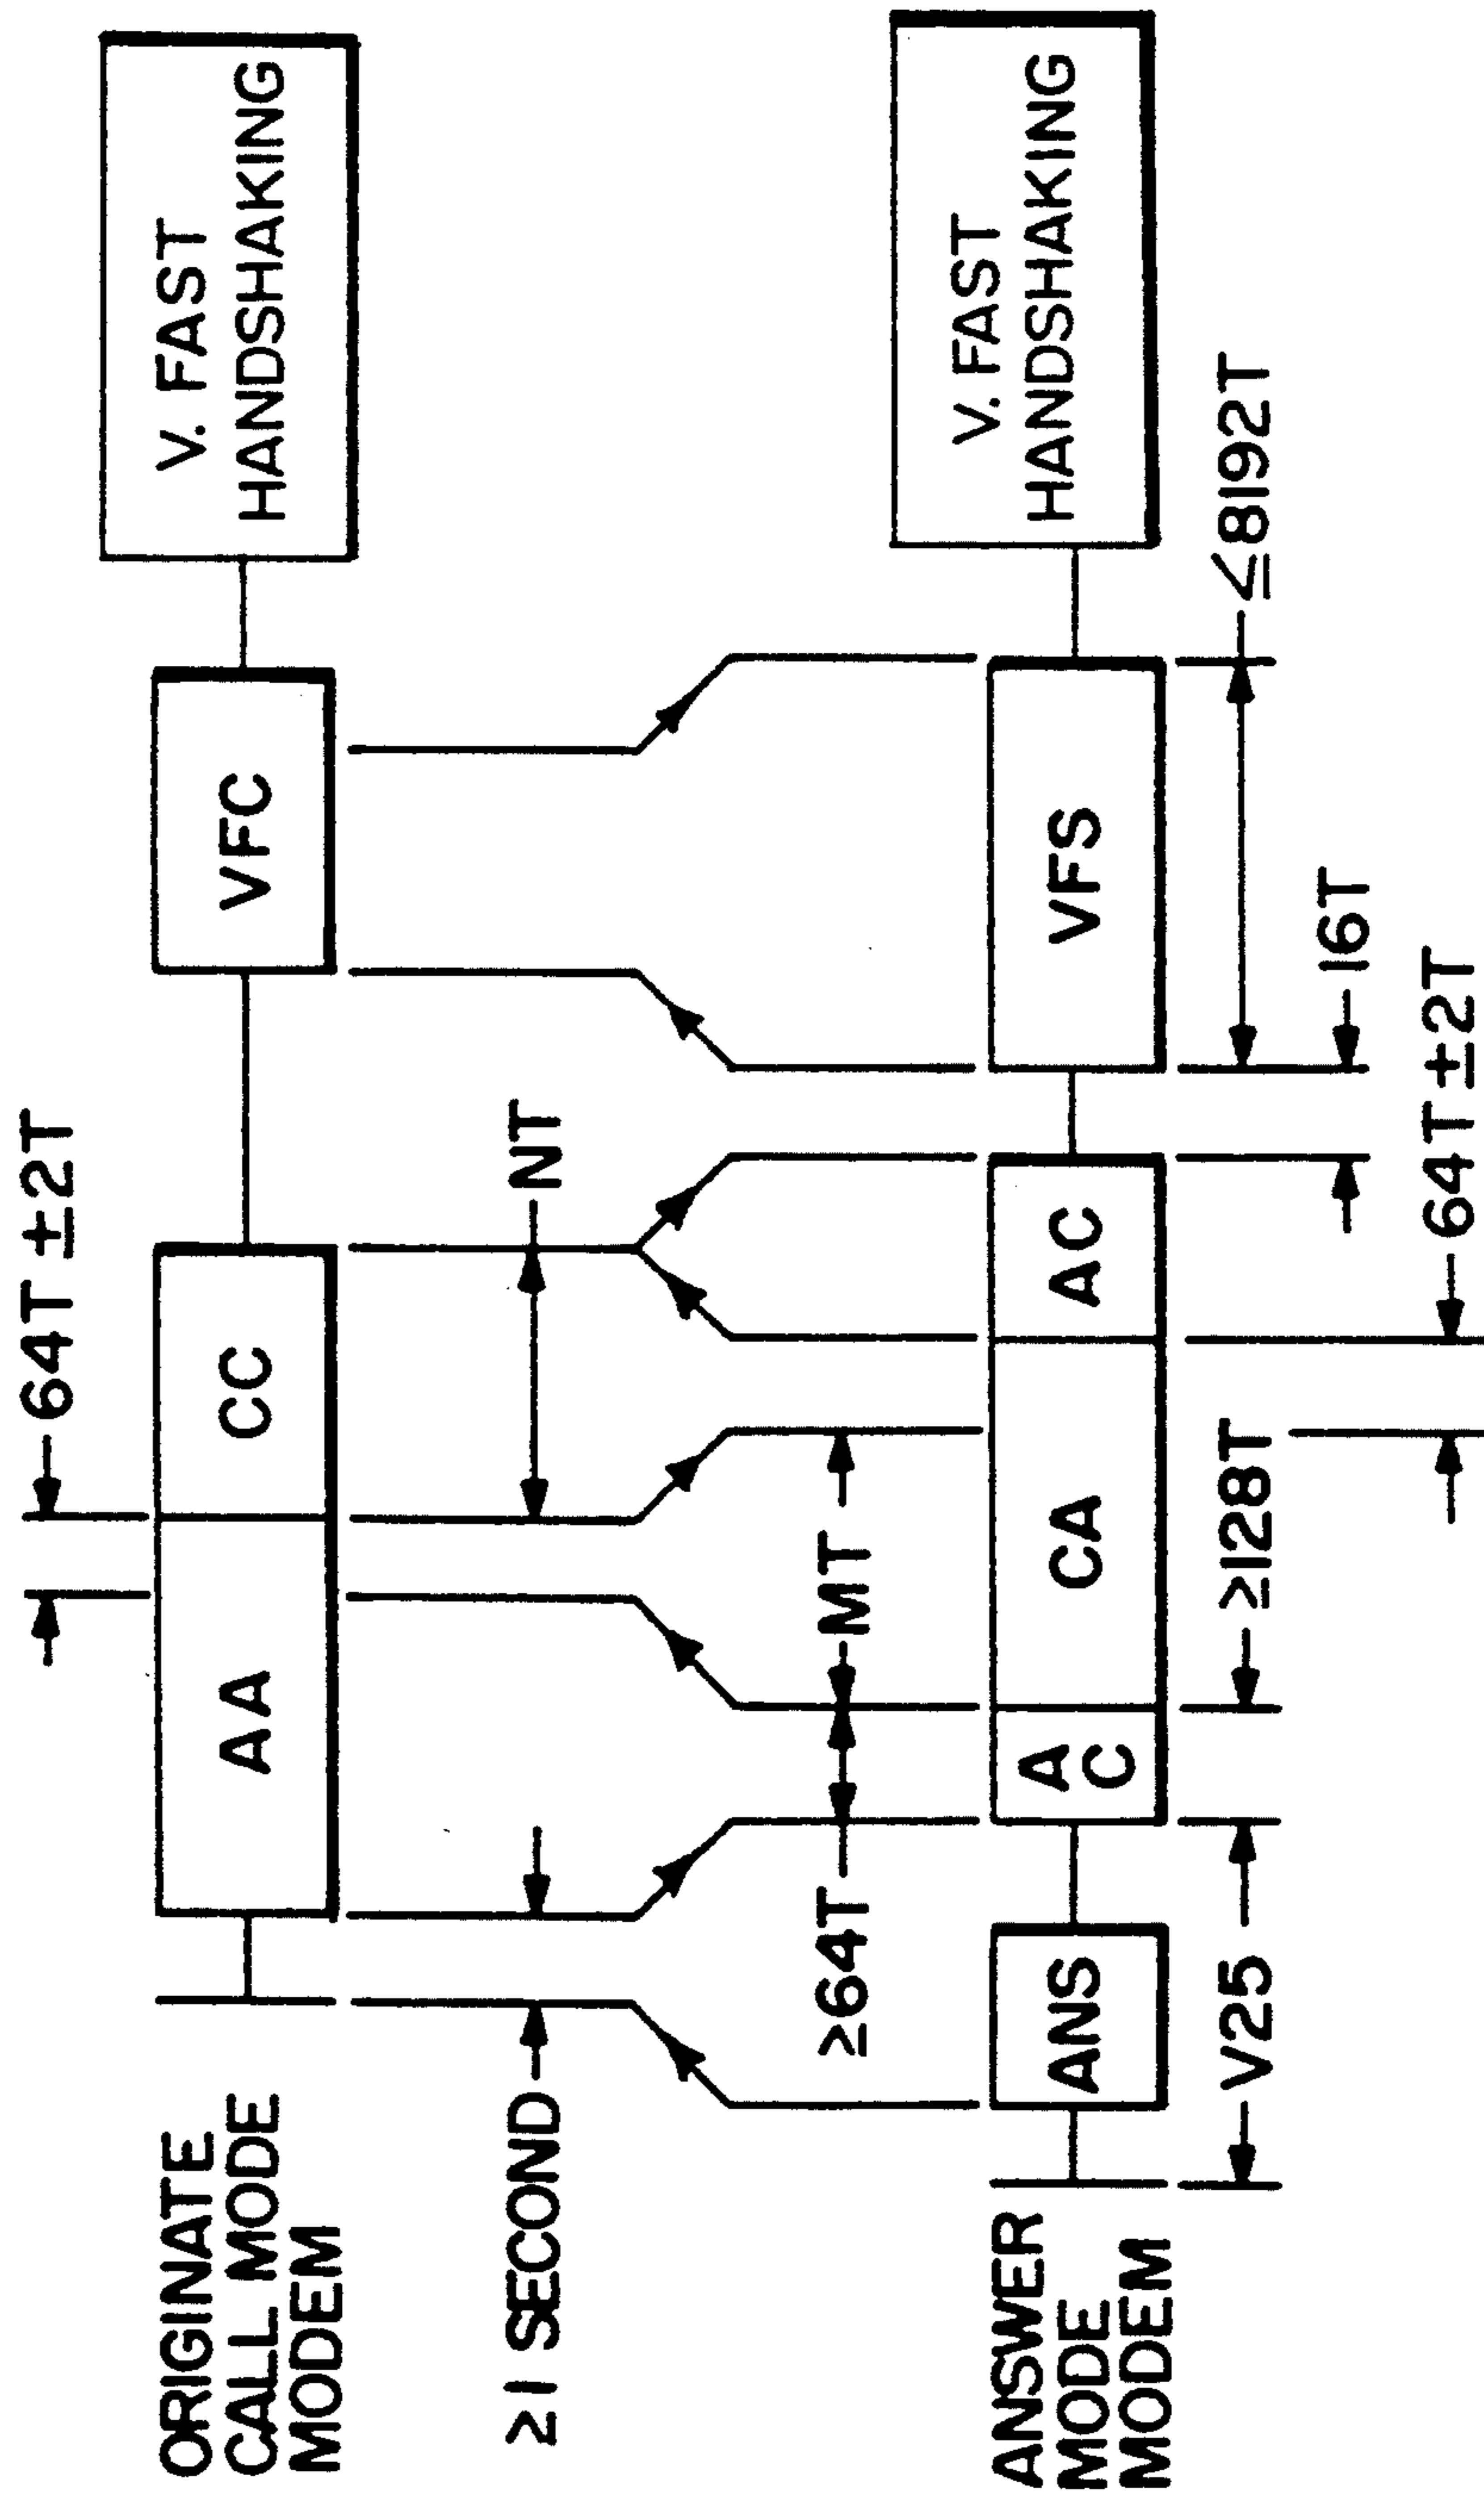 64T ±2T
ORIGINATE
CALL MODE
MODEM
AA
CC
VFC
V. FAST
HANDSHAKING
≥1 SECOND
NT
≥64T
MT
ANSWER
MODE
MODEM
ANS
A
C
CA
AC
VFS
V. FAST
HANDSHAKING
V25
≥128T
≤8192T
16T
64T±2T